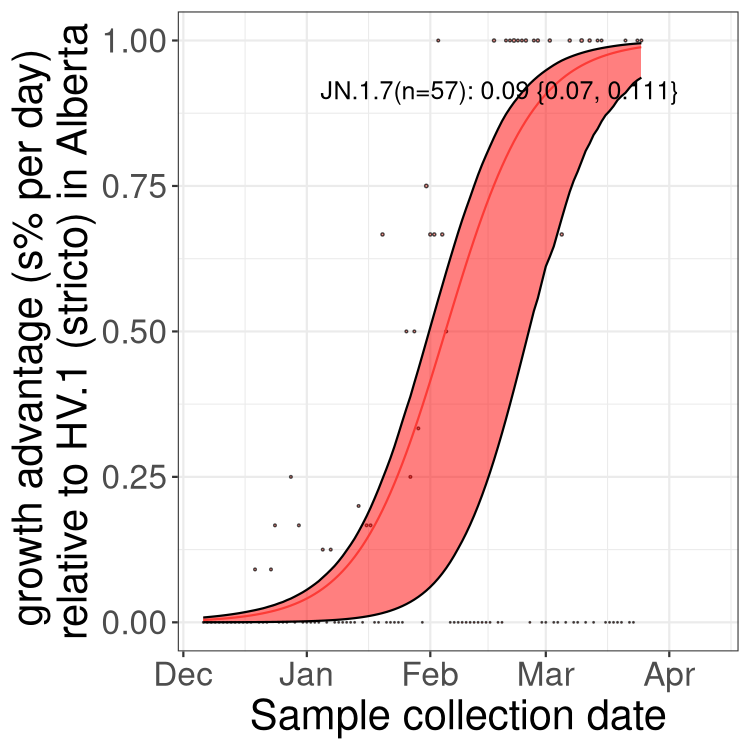 growth advantage (s% per day)
relative to HV.1 (stricto) in Alberta
1.00
0.75
0.50
0.25
0.00
JN.1.7(n=57): 0.09 {0.07, 0.111}
Dec Jan Feb Mar Apr
Sample collection date